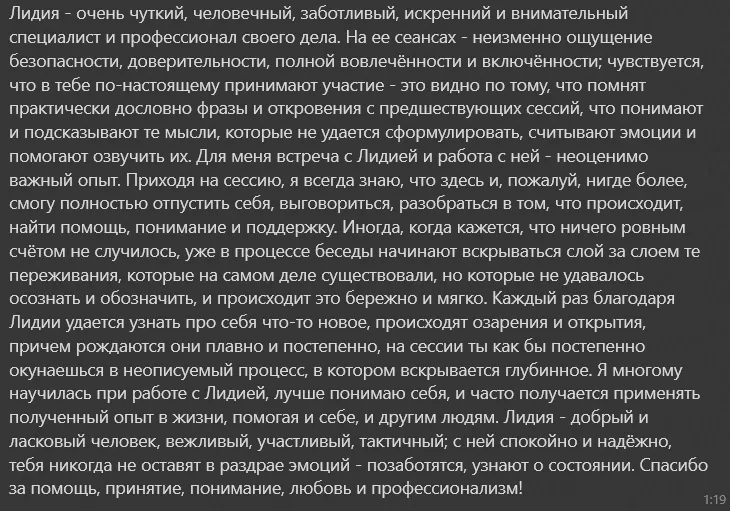 Лидия - очень чуткий, человечный, заботливый, искренний и внимательный
специалист и профессионал своего дела. На ее сеансах - неизменно ощущение
безопасности, доверительности, полной вовлечённости и включённости; чувствуется,
что в тебе по-настоящему принимают участие - это видно по тому, что помнят
практически дословно фразы и откровения с предшествующих сессий, что понимают
и подсказывают те мысли, которые не удается сформулировать, считывают эмоции и
помогают озвучить их. Для меня встреча с Лидией и работа с ней - неоценимо
важный опыт. Приходя на сессию, я всегда знаю, что здесь и, пожалуй, нигде более,
смогу полностью отпустить себя, выговориться, разобраться в том, что происходит,
найти помощь, понимание и поддержку. Иногда, когда кажется, что ничего ровным
счётом не случилось, уже в процессе беседы начинают вскрываться слой за слоем те
переживания, которые на самом деле существовали, но которые не удавалось
осознать и обозначить, и происходит это бережно и мягко. Каждый раз благодаря
Лидии удается узнать про себя что-то новое, происходят озарения и открытия,
причем рождаются они плавно и постепенно, на сессии ты как бы постепенно
окунаешься в неописуемый процесс, в котором вскрывается глубинное. Я многому
научилась при работе с Лидией, лучше понимаю себя, и часто получается применять
полученный опыт в жизни, помогая и себе, и другим людям. Лидия - добрый и
ласковый человек, вежливый, участливый, тактичный; с ней спокойно и надёжно,
тебя никогда не оставят в раздрае эмоций - позаботятся, узнают о состоянии. Спасибо
за помощь, принятие, понимание, любовь и профессионализм!
1:19